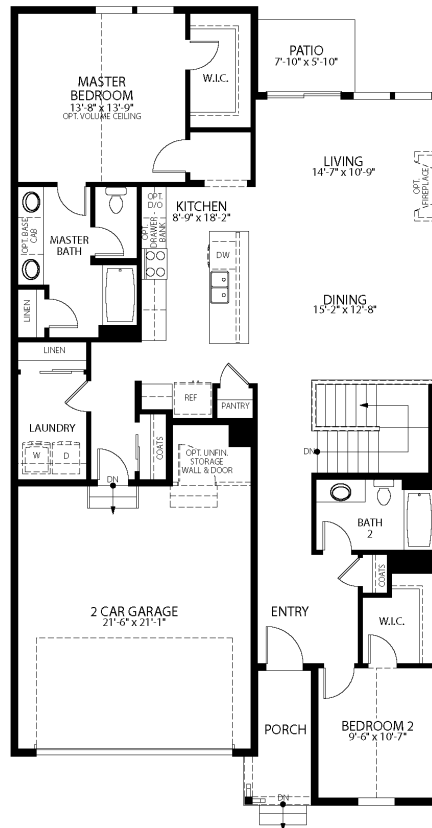 PATIO
7'-10" x 5'-10"
W.I.C.
MASTER
BEDROOM
13'-8" x 13'-9"
OPT. VOLUME CEILING
LIVING
14'-7" x 10'-9"
OPT.
FIREPLACE
KITCHEN
8'-9" x 18'-2"
OPT.
D/O
OPT.
DRAWER
BANK
OPT. BASE
CAB
MASTER
BATH
DW
LINEN
DINING
15'-2" x 12'-8"
LINEN
REF
PANTRY
LAUNDRY
W
D
COATS
OPT. UNFIN.
STORAGE
WALL & DOOR
DN
DN
BATH
2
COATS
2 CAR GARAGE
21'-6" x 21'-1"
ENTRY
W.I.C.
PORCH
BEDROOM 2
9'-6" x 10'-7"
DN